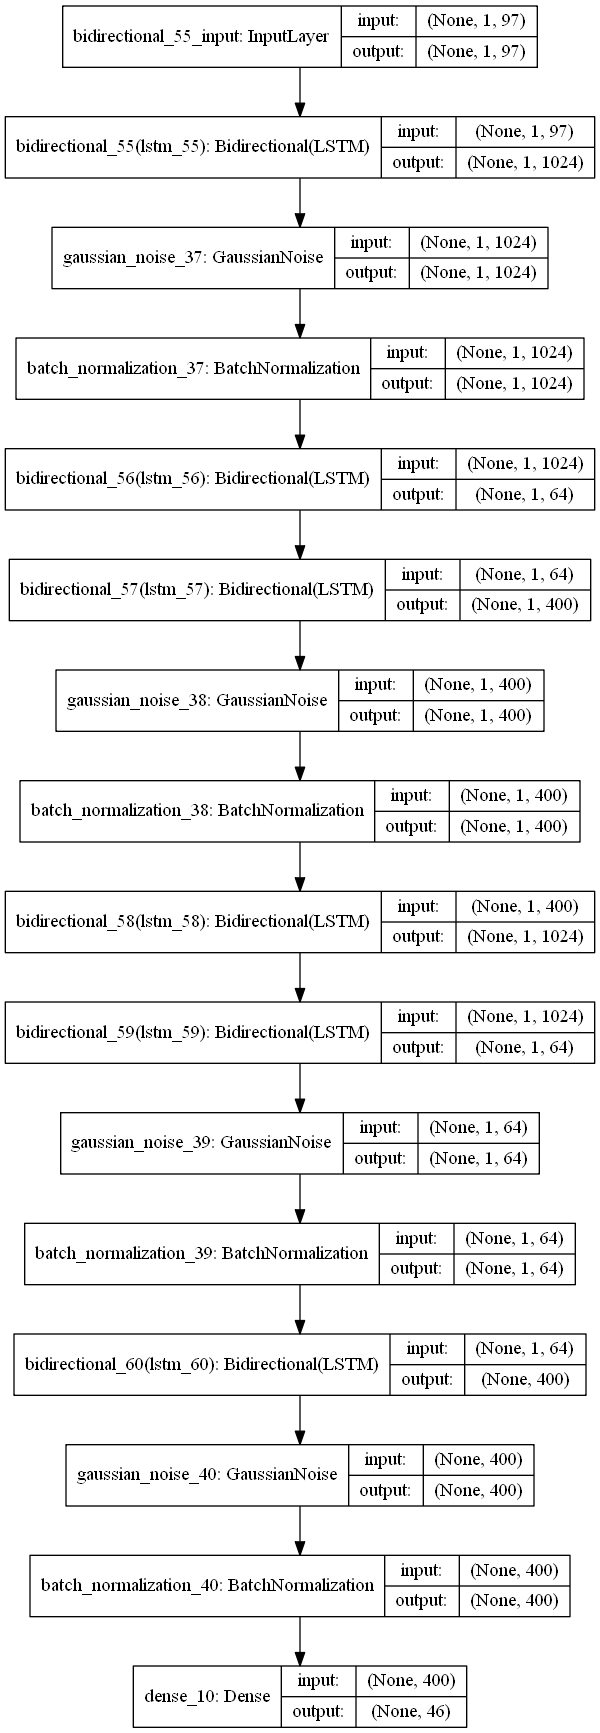 bidirectional_55_input: InputLayer
input: (None, 1, 97)
output: (None, 1, 97)
bidirectional_55(lstm_55): Bidirectional(LSTM)
input: (None, 1, 97)
output: (None, 1, 1024)
gaussian_noise_37: GaussianNoise
input: (None, 1, 1024)
output: (None, 1, 1024)
batch_normalization_37: BatchNormalization
input: (None, 1, 1024)
output: (None, 1, 1024)
bidirectional_56(lstm_56): Bidirectional(LSTM)
input: (None, 1, 1024)
output: (None, 1, 64)
bidirectional_57(lstm_57): Bidirectional(LSTM)
input: (None, 1, 64)
output: (None, 1, 400)
gaussian_noise_38: GaussianNoise
input: (None, 1, 400)
output: (None, 1, 400)
batch_normalization_38: BatchNormalization
input: (None, 1, 400)
output: (None, 1, 400)
bidirectional_58(lstm_58): Bidirectional(LSTM)
input: (None, 1, 400)
output: (None, 1, 1024)
bidirectional_59(lstm_59): Bidirectional(LSTM)
input: (None, 1, 1024)
output: (None, 1, 64)
gaussian_noise_39: GaussianNoise
input: (None, 1, 64)
output: (None, 1, 64)
batch_normalization_39: BatchNormalization
input: (None, 1, 64)
output: (None, 1, 64)
bidirectional_60(lstm_60): Bidirectional(LSTM)
input: (None, 1, 64)
output: (None, 400)
gaussian_noise_40: GaussianNoise
input: (None, 400)
output: (None, 400)
batch_normalization_40: BatchNormalization
input: (None, 400)
output: (None, 400)
dense_10: Dense
input: (None, 400)
output: (None, 46)